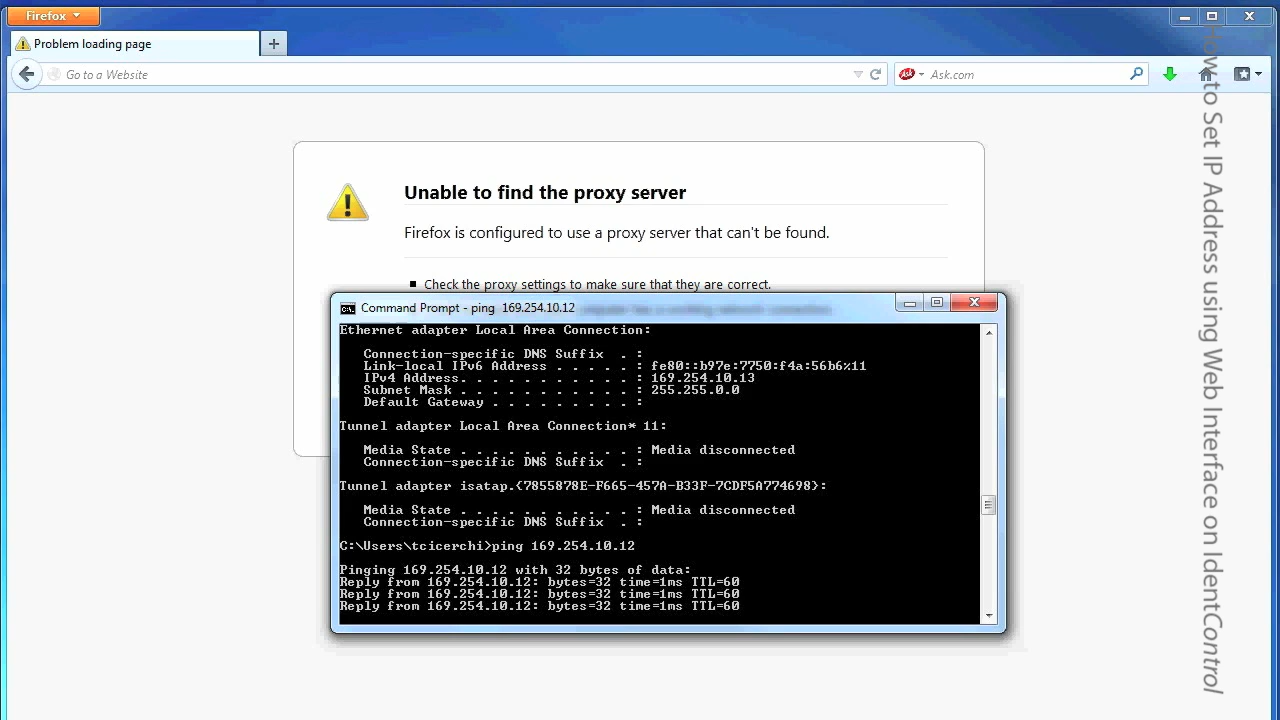 Firefox
Problem loading page
Go to a Website
Ask
Ask.com
Unable to find the proxy server
Firefox is configured to use a proxy server that can't be found.
Check the proxy settings to make sure that they are correct.
Command Prompt - ping 169.254.10.12
Ethernet adapter Local Area Connection:
Connection-specific DNS Suffix . :
Link-local IPv6 Address . . . . . : fe80::b97e:7750:f4a:56b6%11
IPv4 Address. . . . . . . . . . . : 169.254.10.13
Subnet Mask . . . . . . . . . . . : 255.255.0.0
Default Gateway . . . . . . . . . :
Tunnel adapter Local Area Connection* 11:
Media State . . . . . . . . . . . : Media disconnected
Connection-specific DNS Suffix . :
Tunnel adapter isatap.{7855878E-F665-457A-B33F-7CDF5A774698}:
Media State . . . . . . . . . . . : Media disconnected
Connection-specific DNS Suffix . :
C:\Users\tcicerchi>ping 169.254.10.12
Pinging 169.254.10.12 with 32 bytes of data:
Reply from 169.254.10.12: bytes=32 time=1ms TTL=60
Reply from 169.254.10.12: bytes=32 time=1ms TTL=60
Reply from 169.254.10.12: bytes=32 time=1ms TTL=60
How to Set IP Address using Web Interface on IdentControl